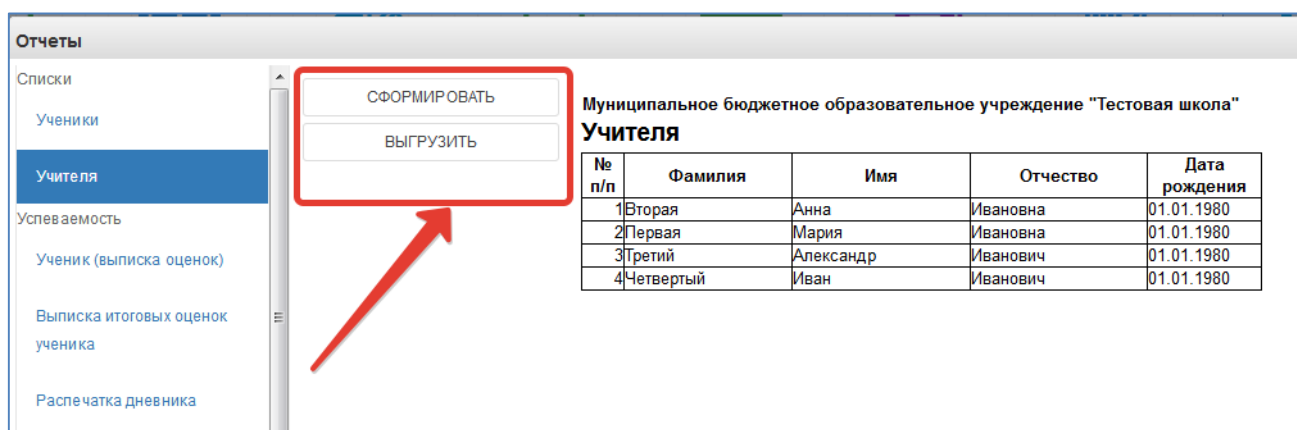 Отчеты
Списки
Ученики
Учителя
Успеваемость
Ученик (выписка оценок)
Выписка итоговых оценок
ученика
Распечатка дневника
СФОРМИРОВАТЬ
ВЫГРУЗИТЬ
Муниципальное бюджетное образовательное учреждение "Тестовая школа"
Учителя
№ п/п Фамилия Имя Отчество Дата рождения
1 Вторая Анна Ивановна 01.01.1980
2 Первая Мария Ивановна 01.01.1980
3 Третий Александр Иванович 01.01.1980
4 Четвертый Иван Иванович 01.01.1980